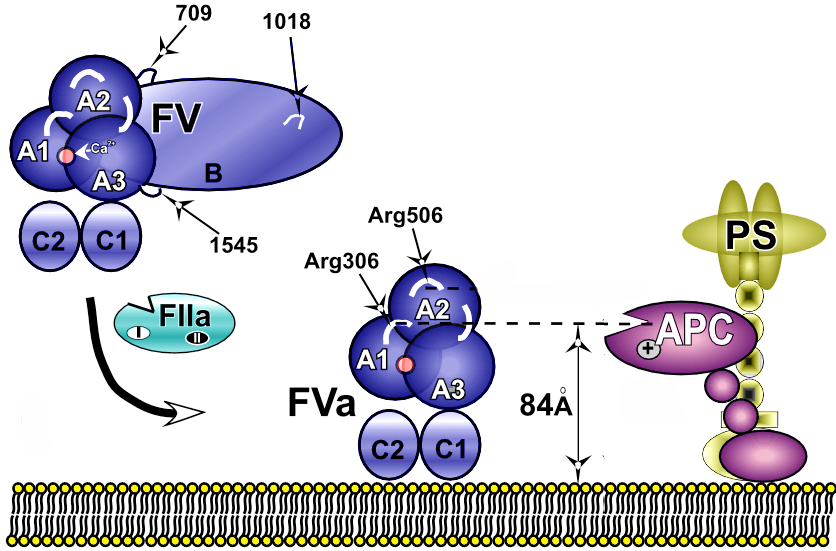 709
1018
A2
FV
A1
Ca2+
A3
B
C2
C1
1545
Arg506
PS
Arg306
FIIa
I
II
A2
APC
+
A1
A3
FVa
84Å
C2
C1